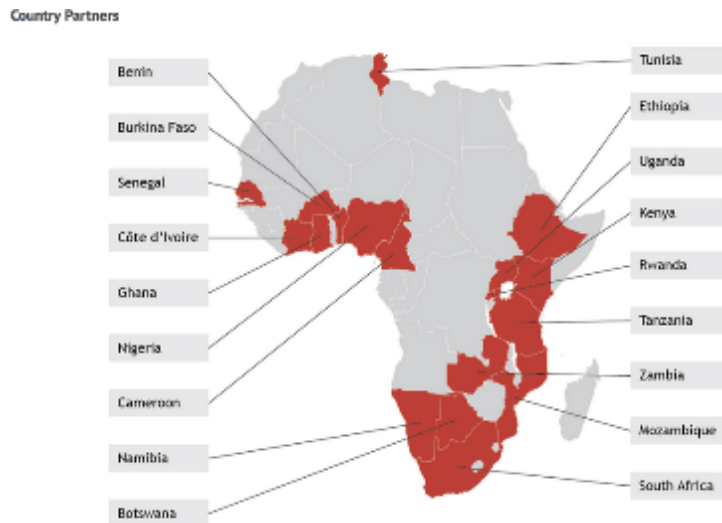 Country Partners
Benin
Burkina Faso
Senegal
Côte d'Ivoire
Ghana
Nigeria
Cameroon
Namibia
Botswana
Tunisia
Ethiopia
Uganda
Kenya
Rwanda
Tanzania
Zambia
Mozambique
South Africa